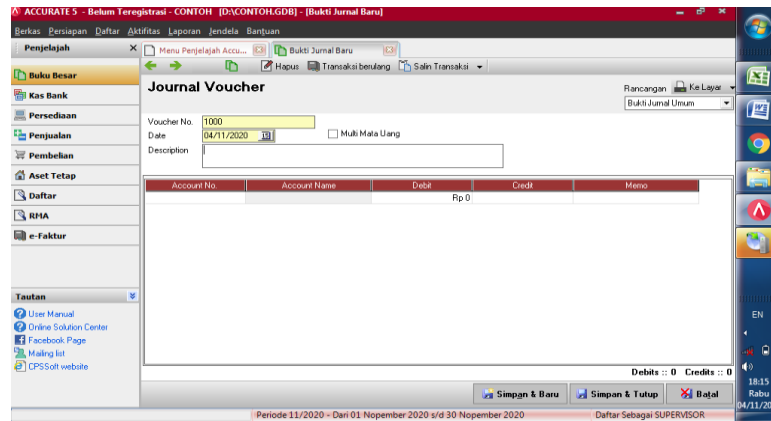 ACCURATE 5 - Belum Teregistrasi - CONTOH [D:\CONTOH.GDB] - [Bukti Jurnal Baru]
Berkas Persiapan Daftar Aktifitas Laporan Jendela Bantuan
Penjelajah
Menu Penjelajah Accu... Bukti Jurnal Baru
Hapus Transaksi berulang Salin Transaksi
Buku Besar
Kas Bank
Persediaan
Penjualan
Pembelian
Aset Tetap
Daftar
RMA
e-Faktur
Tautan
User Manual
Online Solution Center
Facebook Page
Mailing list
CPSSoft website
Journal Voucher
Rancangan Ke Layar
Bukti Jurnal Umum
Voucher No. 1000
Date 04/11/2020 Multi Mata Uang
Description
Account No. Account Name Debit Credit Memo
Rp 0
Debits :: 0 Credits :: 0
Simpan & Baru Simpan & Tutup Batal
Periode 11/2020 - Dari 01 Nopember 2020 s/d 30 Nopember 2020 Daftar Sebagai SUPERVISOR
EN
18:15
Rabu
04/11/20